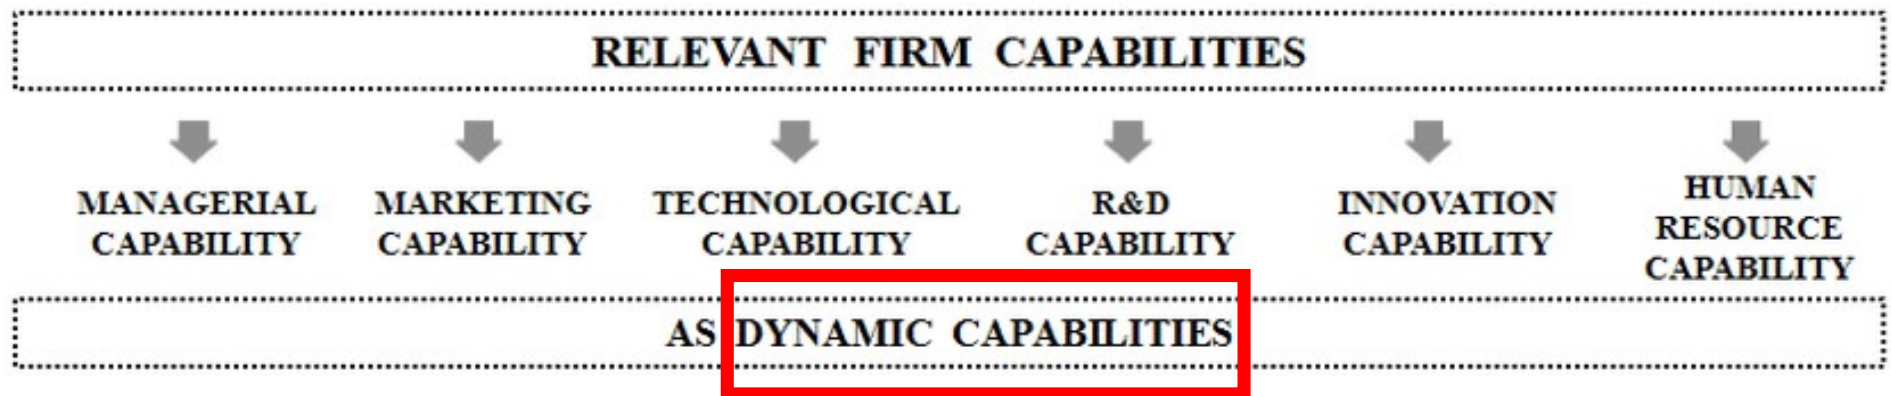 RELEVANT FIRM CAPABILITIES
MANAGERIAL
CAPABILITY
MARKETING
CAPABILITY
TECHNOLOGICAL
CAPABILITY
R&D
CAPABILITY
INNOVATION
CAPABILITY
HUMAN
RESOURCE
CAPABILITY
AS DYNAMIC CAPABILITIES